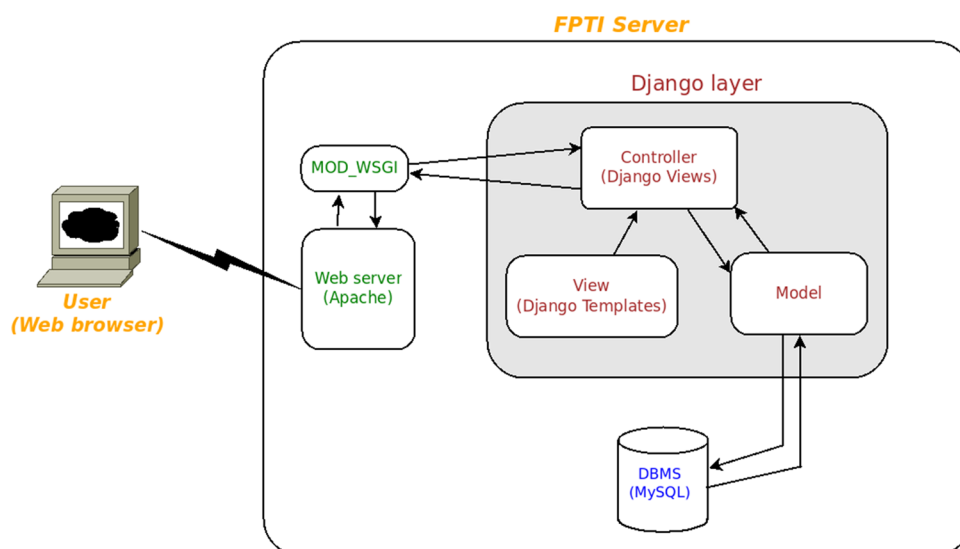 FPTI Server
Django layer
MOD_WSGI
Controller
(Django Views)
Web server
(Apache)
View
(Django Templates)
Model
User
(Web browser)
DBMS
(MySQL)